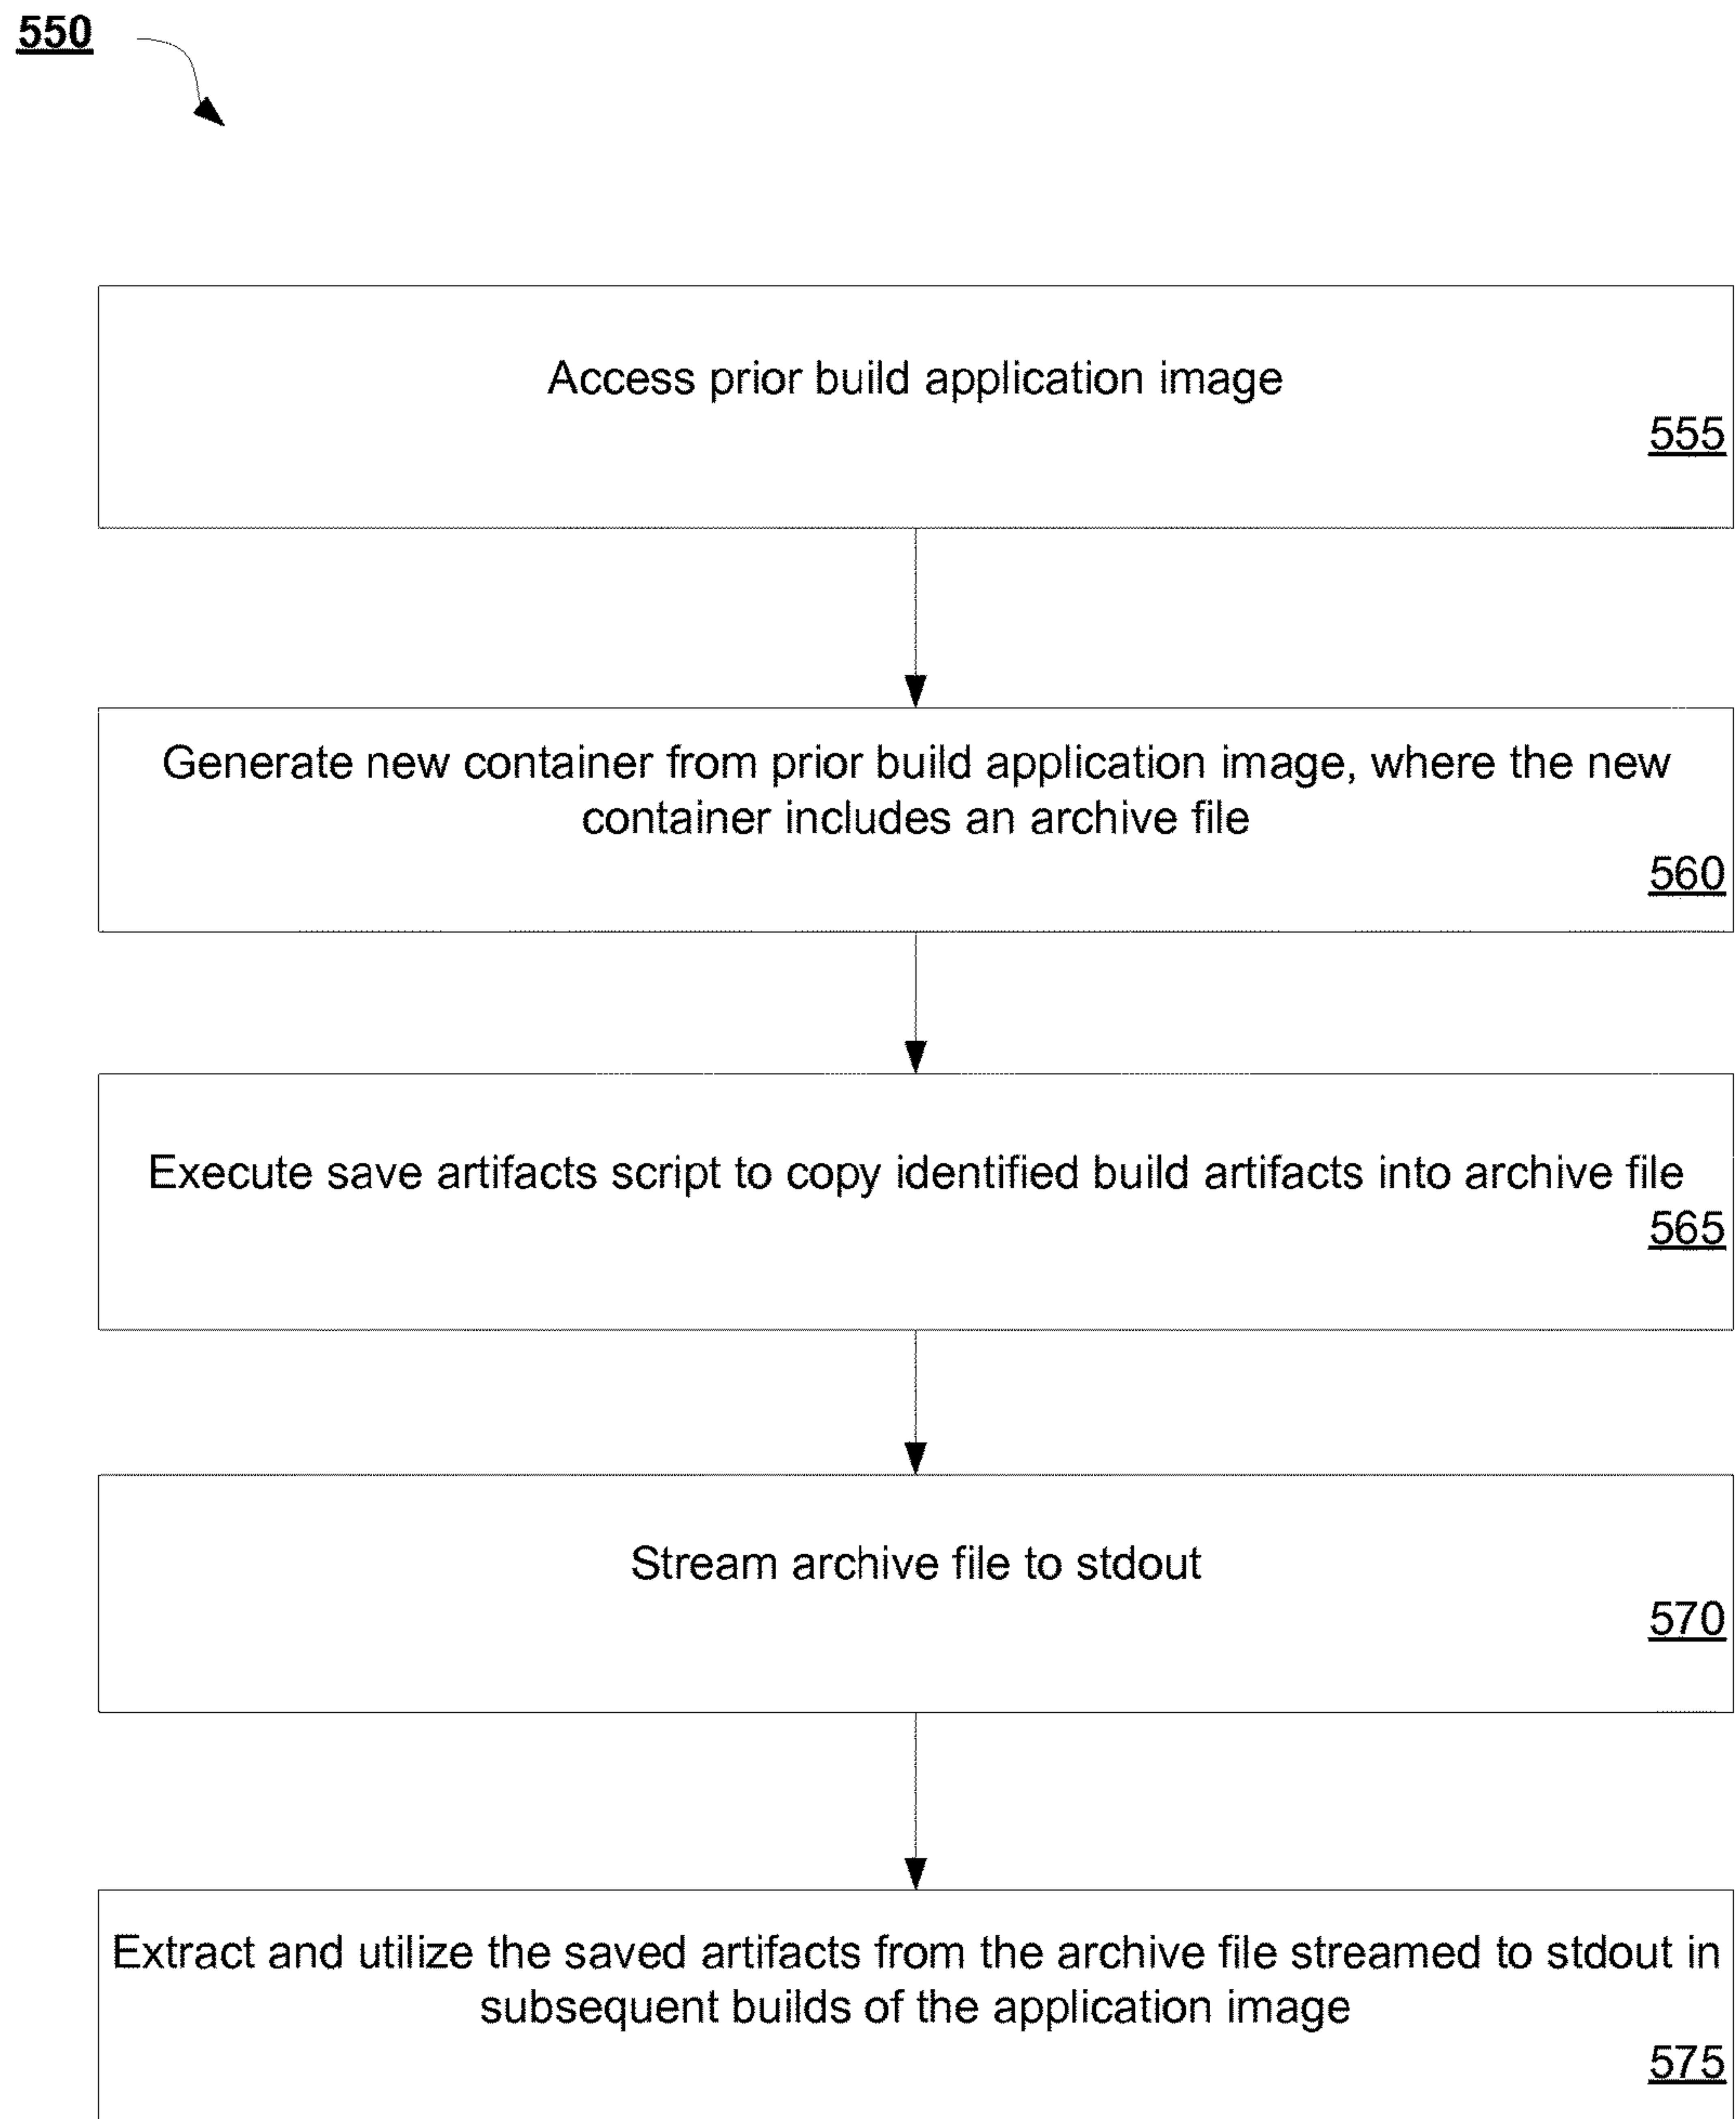 550
Access prior build application image
555
Generate new container from prior build application image, where the new
container includes an archive file
560
Execute save artifacts script to copy identified build artifacts into archive file
565
Stream archive file to stdout
570
Extract and utilize the saved artifacts from the archive file streamed to stdout in
subsequent builds of the application image
575